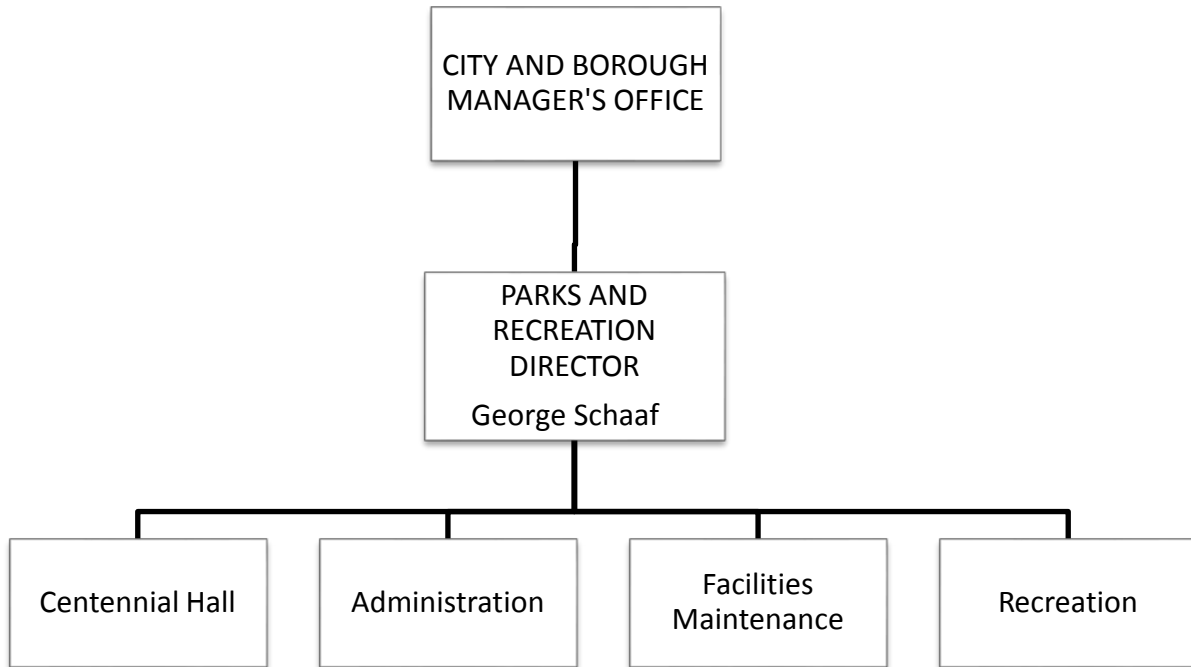 CITY AND BOROUGH
MANAGER'S OFFICE
PARKS AND
RECREATION
DIRECTOR
George Schaaf
Centennial Hall
Administration
Facilities
Maintenance
Recreation